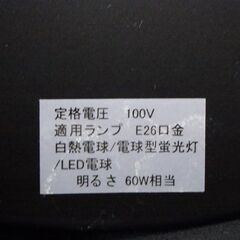 定格電圧　100V
適用ランプ　E26口金
白熱電球/電球型蛍光灯
/LED電球
明るさ 60W相当